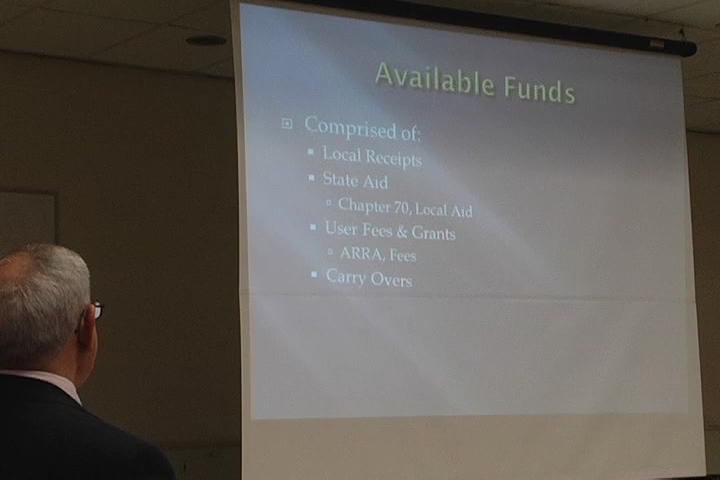 Available Funds
Comprised of:
Local Receipts
State Aid
Chapter 70, Local Aid
User Fees & Grants
ARRA, Fees
Carry Overs